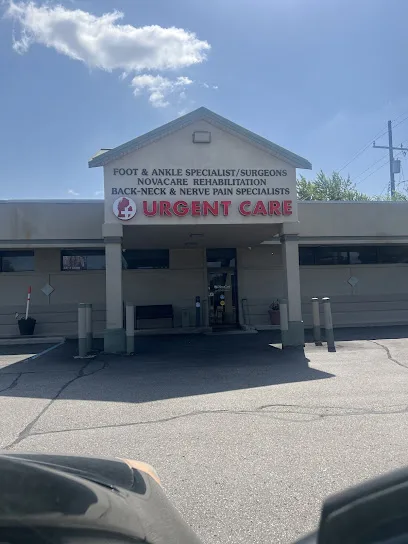 FOOT & ANKLE SPECIALIST/SURGEONS
NOVACARE REHABILITATION
BACK-NECK & NERVE PAIN SPECIALISTS
URGENT CARE